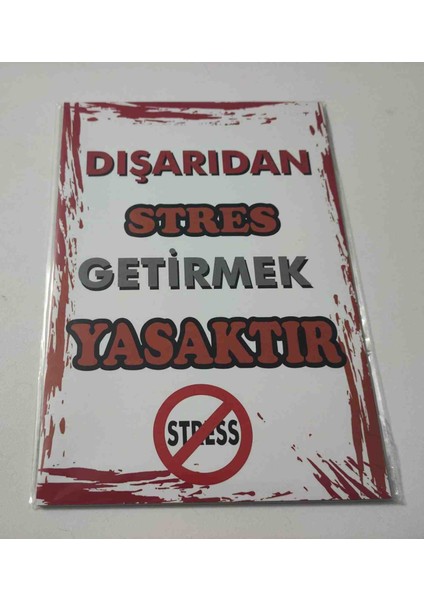 DIŞARIDAN
STRES
GETİRMEK
YASAKTIR
STRESS